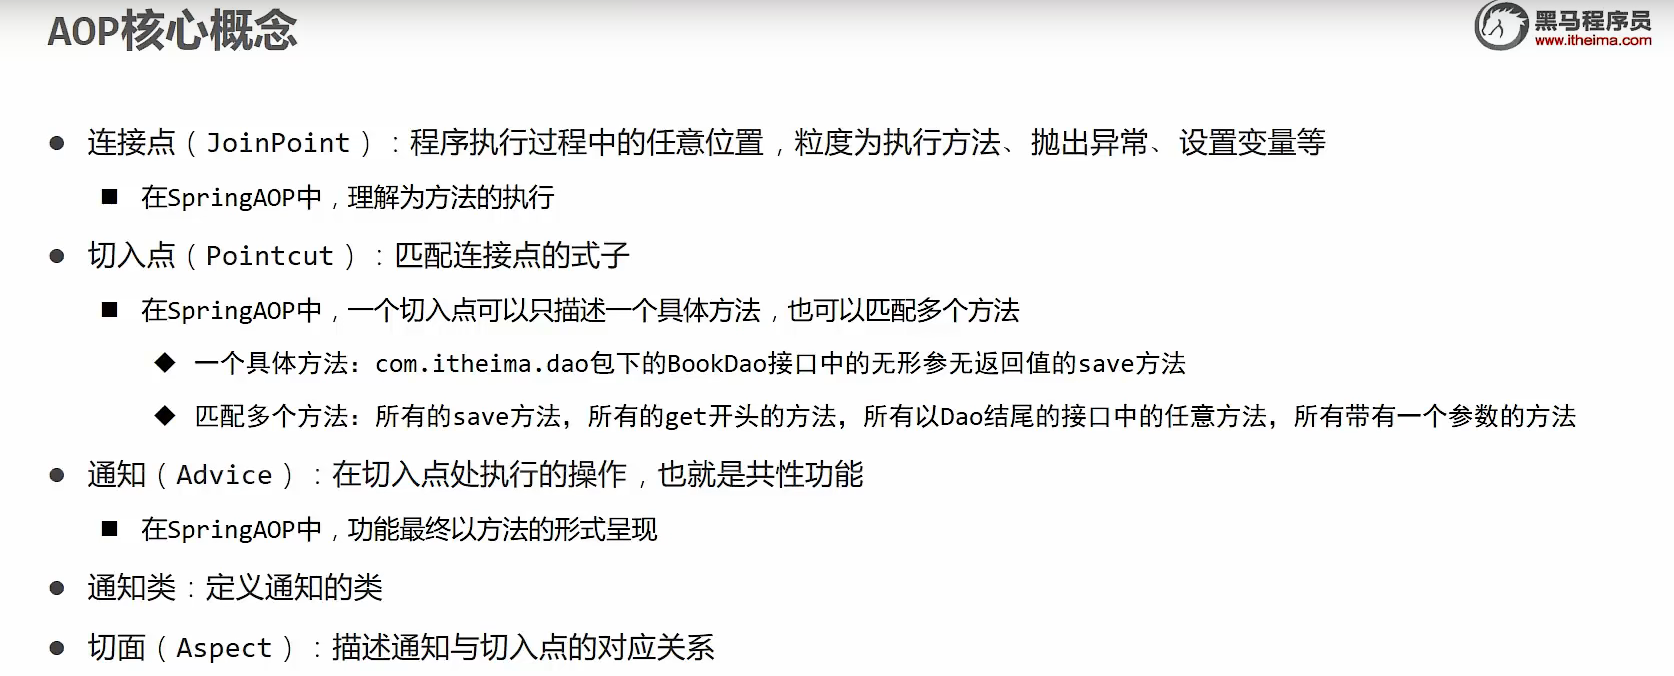 AOP核心概念
黑马程序员
www.itheima.com
● 连接点（JoinPoint）：程序执行过程中的任意位置，粒度为执行方法、抛出异常、设置变量等
■ 在SpringAOP中，理解为方法的执行
● 切入点（Pointcut）：匹配连接点的式子
■ 在SpringAOP中，一个切入点可以只描述一个具体方法，也可以匹配多个方法
◆ 一个具体方法：com.itheima.dao包下的BookDao接口中的无形参无返回值的save方法
◆ 匹配多个方法：所有的save方法，所有的get开头的方法，所有以Dao结尾的接口中的任意方法，所有带有一个参数的方法
● 通知（Advice）：在切入点处执行的操作，也就是共性功能
■ 在SpringAOP中，功能最终以方法的形式呈现
● 通知类：定义通知的类
● 切面（Aspect）：描述通知与切入点的对应关系